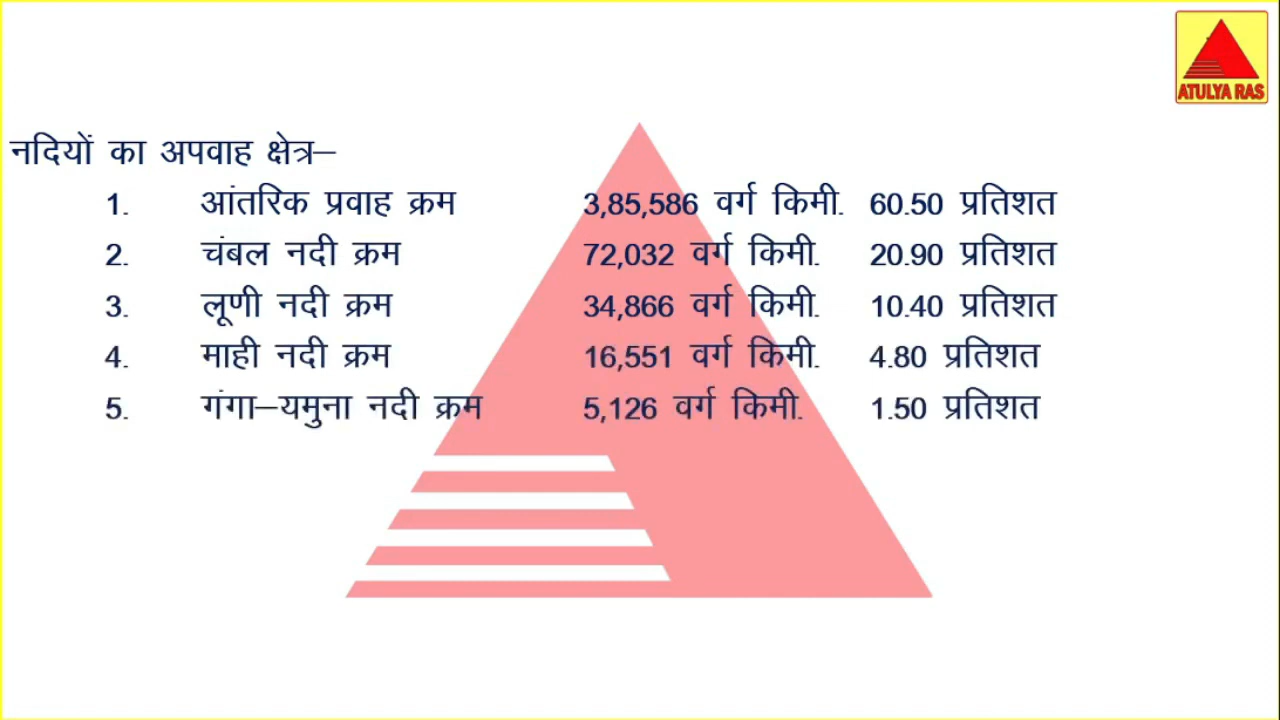 ATULYA RAS
नदियों का अपवाह क्षेत्र–
1. आंतरिक प्रवाह क्रम 3,85,586 वर्ग किमी. 60.50 प्रतिशत
2. चंबल नदी क्रम 72,032 वर्ग किमी. 20.90 प्रतिशत
3. लूणी नदी क्रम 34,866 वर्ग किमी. 10.40 प्रतिशत
4. माही नदी क्रम 16,551 वर्ग किमी. 4.80 प्रतिशत
5. गंगा–यमुना नदी क्रम 5,126 वर्ग किमी. 1.50 प्रतिशत